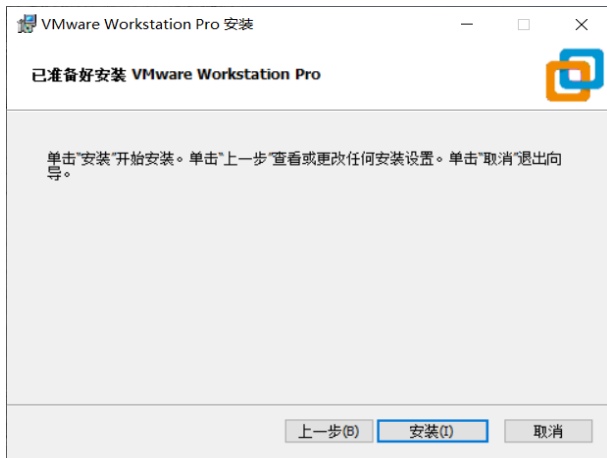 VMware Workstation Pro 安装
已准备好安装 VMware Workstation Pro
单击"安装"开始安装。单击"上一步"查看或更改任何安装设置。单击"取消"退出向
导。
上一步(B) 安装(I) 取消